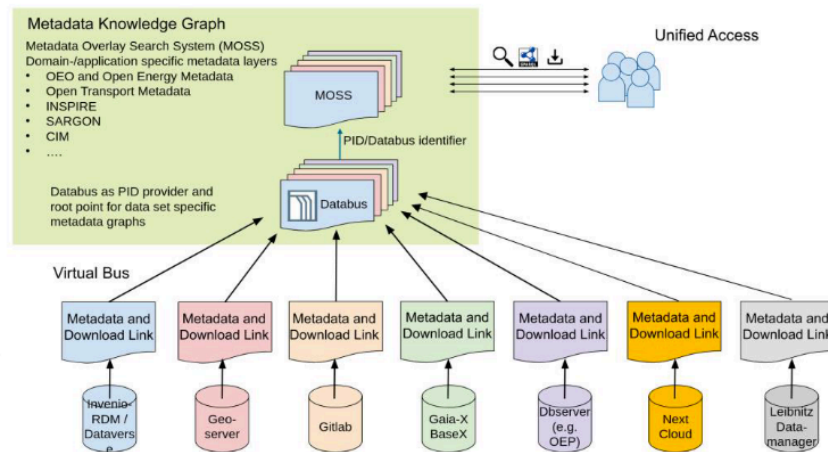 Metadata Knowledge Graph
Metadata Overlay Search System (MOSS)
Domain-/application specific metadata layers
• OEO and Open Energy Metadata
• Open Transport Metadata
• INSPIRE
• SARGON
• CIM
• ....
MOSS
Unified Access
PID/Databus identifier
Databus as PID provider and
root point for data set specific
metadata graphs
Databus
Virtual Bus
Metadata and
Download Link
Metadata and
Download Link
Metadata and
Download Link
Metadata and
Download Link
Metadata and
Download Link
Metadata and
Download Link
Metadata and
Download Link
Invenio-
RDM /
Datavers
e
Geo-
server
Gitlab
Gaia-X
BaseX
Dbserver
(e.g.
OEP)
Next
Cloud
Leibnitz
Data-
manager